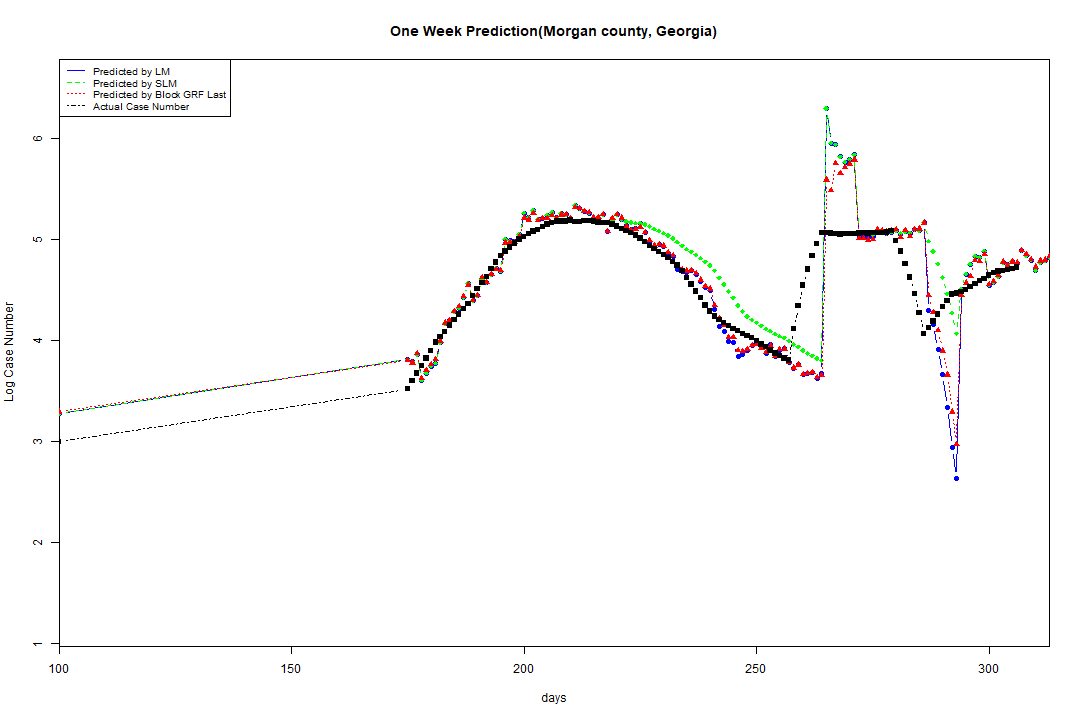 One Week Prediction(Morgan county, Georgia)
Predicted by LM
Predicted by SLM
Predicted by Block GRF Last
Actual Case Number
Log Case Number
6
5
4
3
2
1
100 150 200 250 300
days